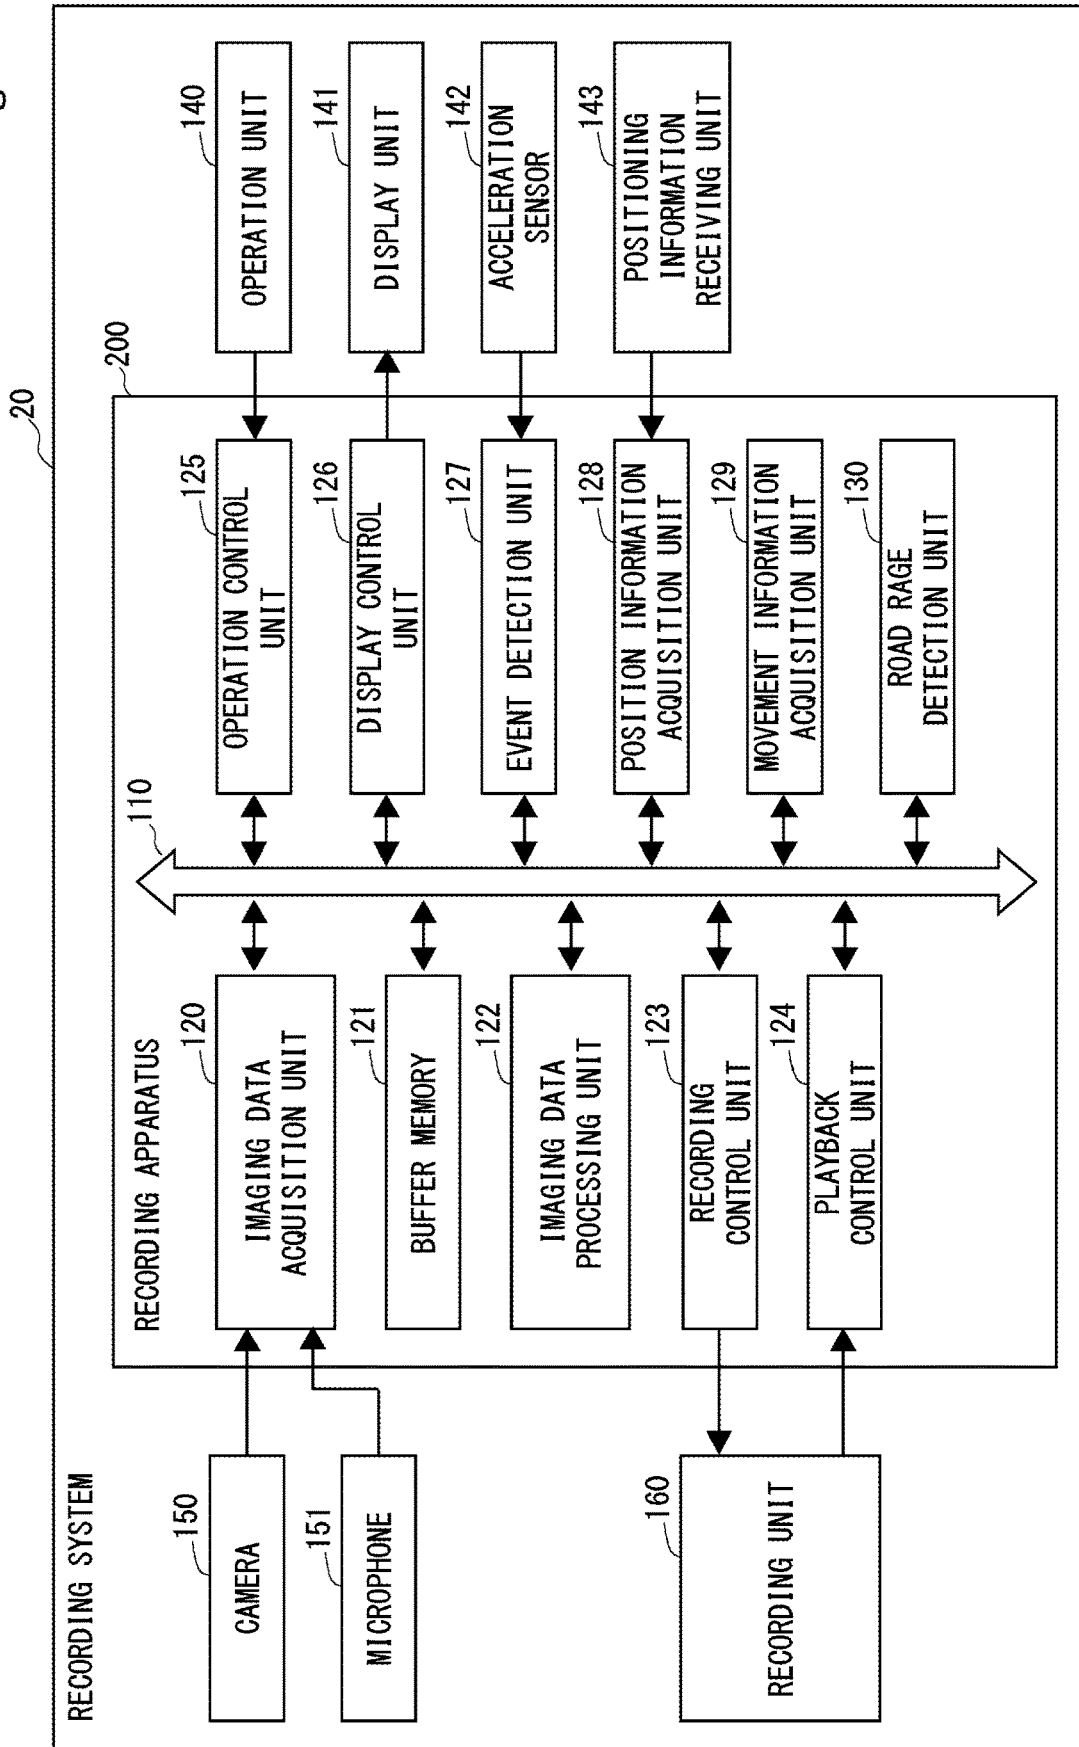 20
RECORDING SYSTEM
200
RECORDING APPARATUS
110
150
CAMERA
151
MICROPHONE
160
RECORDING UNIT
120
IMAGING DATA
ACQUISITION UNIT
121
BUFFER MEMORY
122
IMAGING DATA
PROCESSING UNIT
123
RECORDING
CONTROL UNIT
124
PLAYBACK
CONTROL UNIT
125
OPERATION CONTROL
UNIT
126
DISPLAY CONTROL
UNIT
127
EVENT DETECTION UNIT
128
POSITION INFORMATION
ACQUISITION UNIT
129
MOVEMENT INFORMATION
ACQUISITION UNIT
130
ROAD RAGE
DETECTION UNIT
140
OPERATION UNIT
141
DISPLAY UNIT
142
ACCELERATION
SENSOR
143
POSITIONING
INFORMATION
RECEIVING UNIT